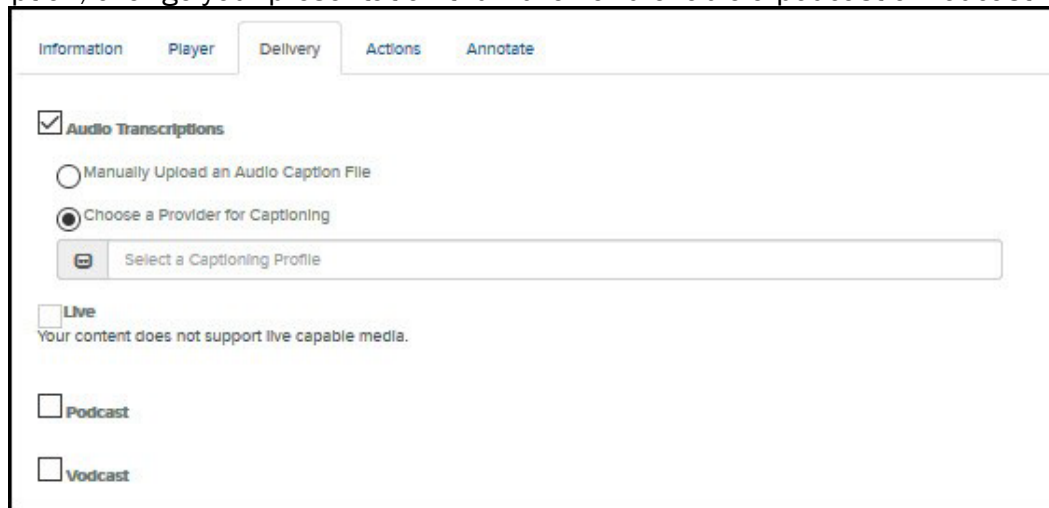 Information Player Delivery Actions Annotate
Audio Transcriptions
Manually Upload an Audio Caption File
Choose a Provider for Captioning
Select a Captioning Profile
Live
Your content does not support live capable media.
Podcast
Vodcast